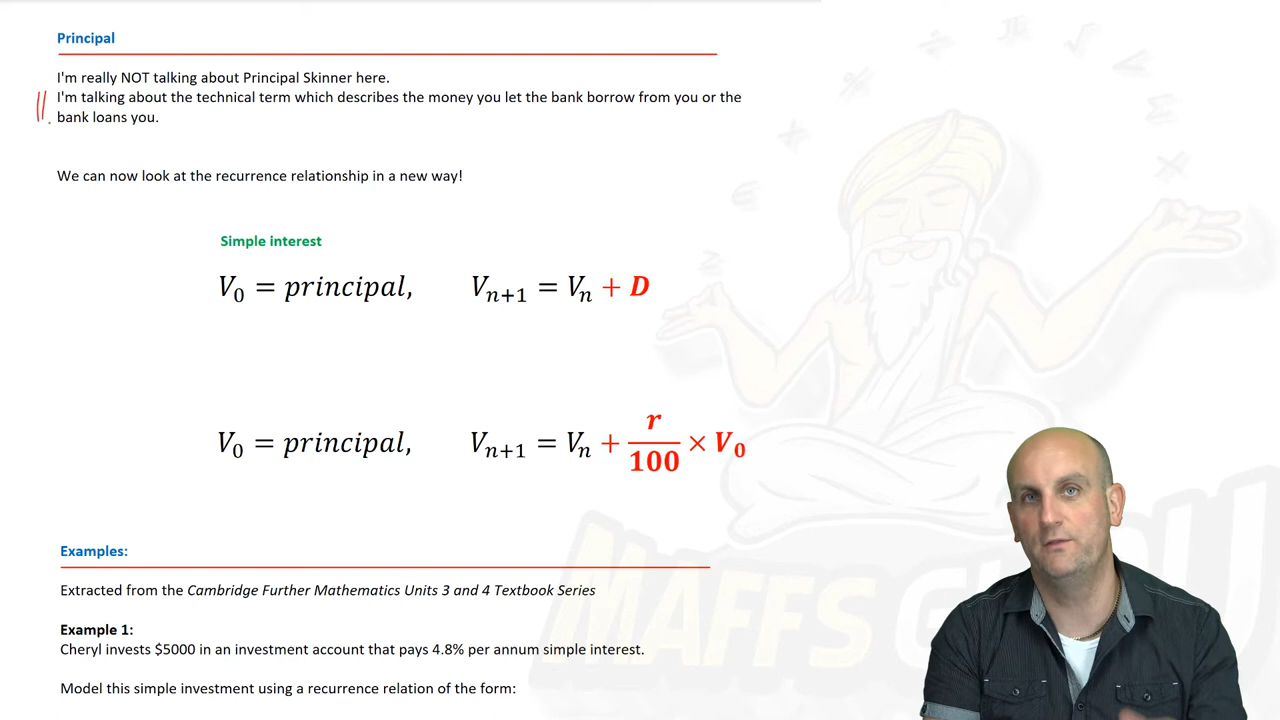 Principal
I'm really NOT talking about Principal Skinner here.
I'm talking about the technical term which describes the money you let the bank borrow from you or the
bank loans you.
We can now look at the recurrence relationship in a new way!
Simple interest
V₀ = principal, Vₙ₊₁ = Vₙ + D
V₀ = principal, Vₙ₊₁ = Vₙ + r/100 × V₀
Examples:
Extracted from the Cambridge Further Mathematics Units 3 and 4 Textbook Series
Example 1:
Cheryl invests $5000 in an investment account that pays 4.8% per annum simple interest.
Model this simple investment using a recurrence relation of the form:
MAFFS G